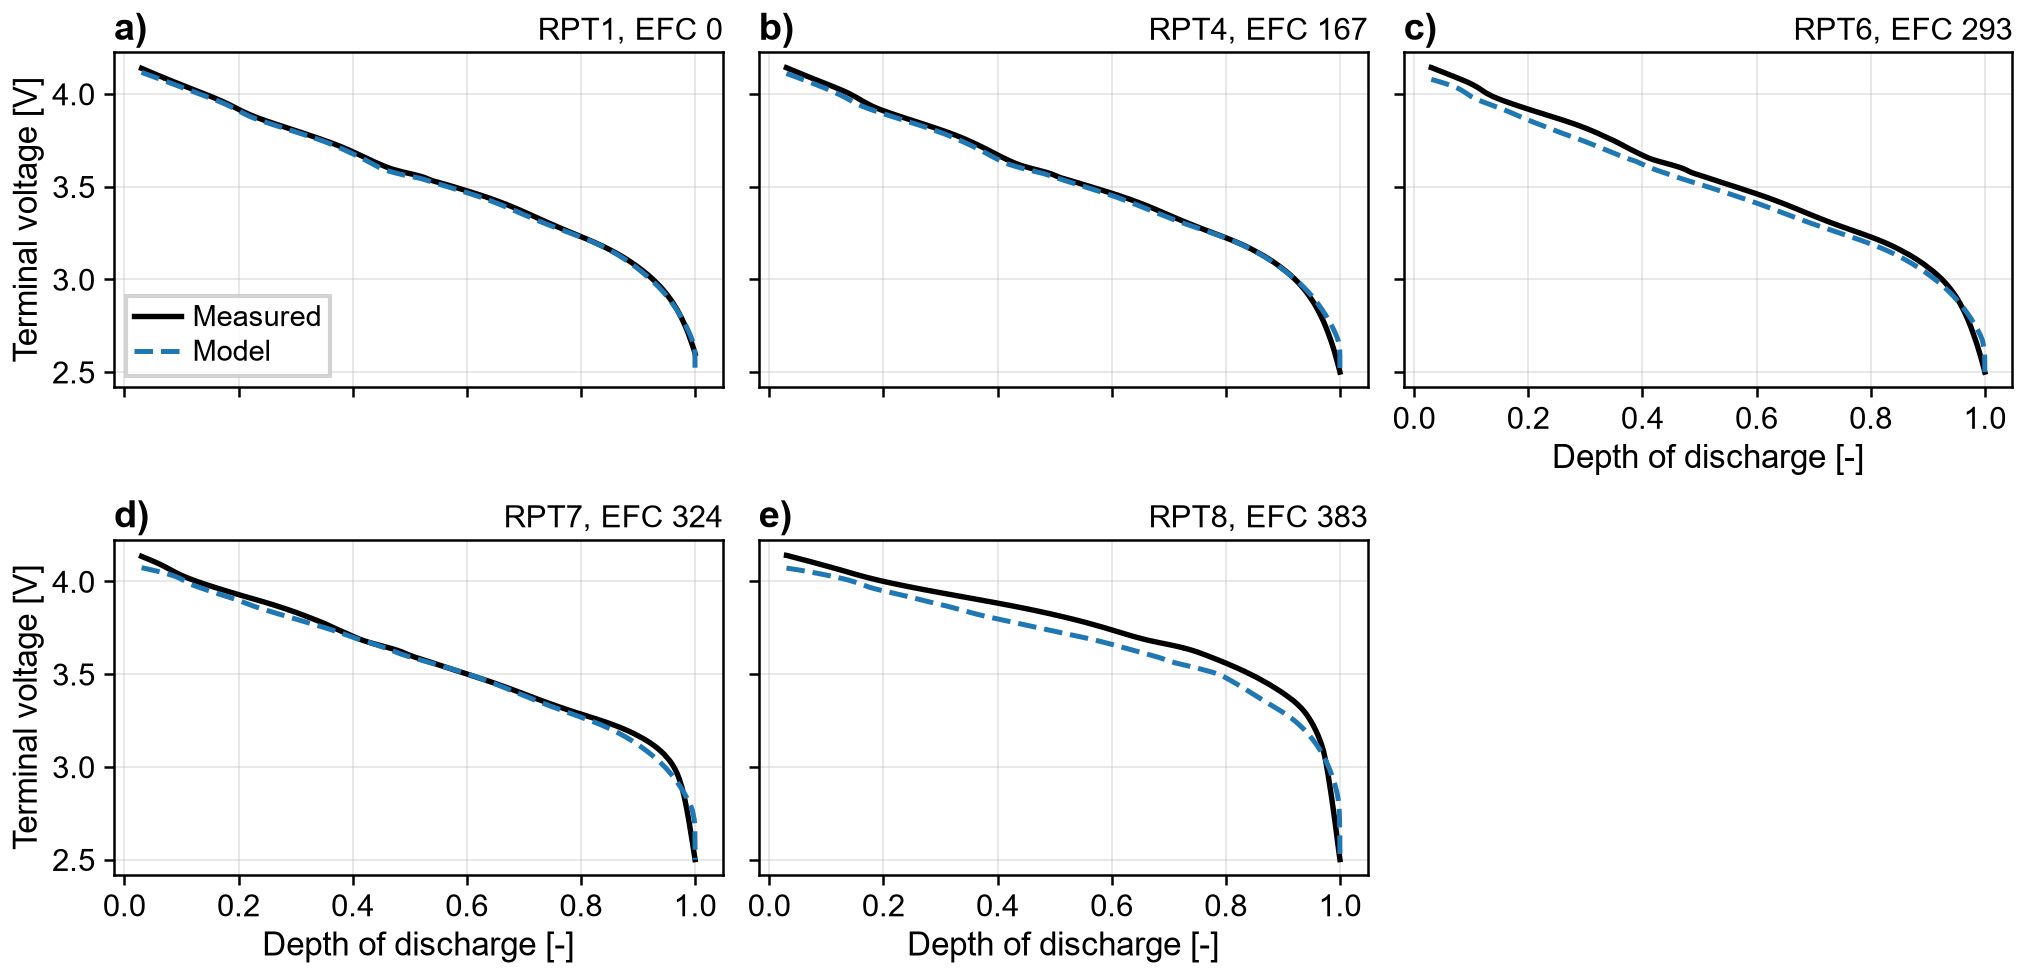 a) RPT1, EFC 0
b) RPT4, EFC 167
c) RPT6, EFC 293
Terminal voltage [V]
4.0
3.5
3.0
2.5
Measured
Model
0.0 0.2 0.4 0.6 0.8 1.0
Depth of discharge [-]
d) RPT7, EFC 324
e) RPT8, EFC 383
Terminal voltage [V]
4.0
3.5
3.0
2.5
0.0 0.2 0.4 0.6 0.8 1.0
0.0 0.2 0.4 0.6 0.8 1.0
Depth of discharge [-]
Depth of discharge [-]